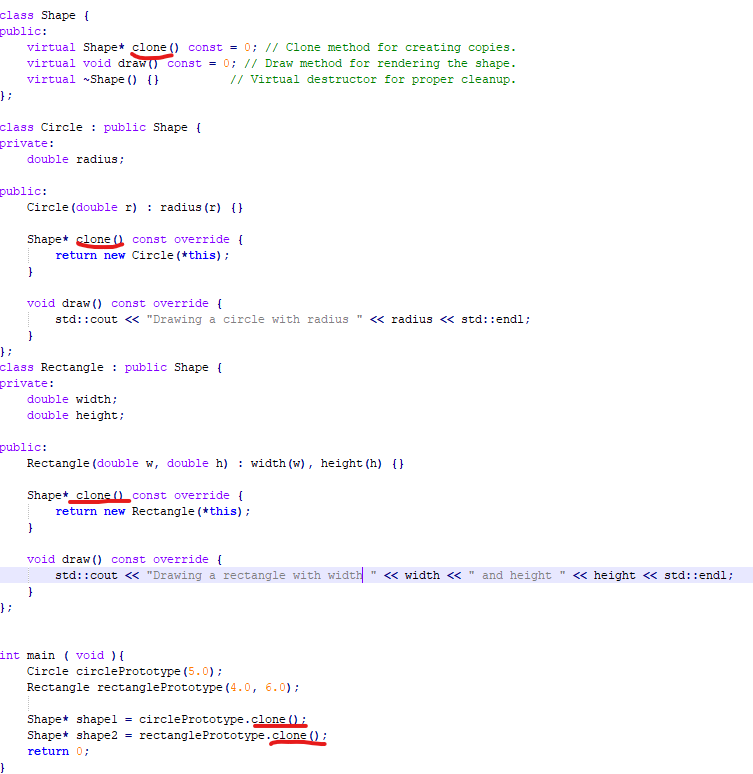 class Shape {
public:
    virtual Shape* clone() const = 0; // Clone method for creating copies.
    virtual void draw() const = 0; // Draw method for rendering the shape.
    virtual ~Shape() {}          // Virtual destructor for proper cleanup.
};

class Circle : public Shape {
private:
    double radius;

public:
    Circle(double r) : radius(r) {}

    Shape* clone() const override {
        return new Circle(*this);
    }

    void draw() const override {
        std::cout << "Drawing a circle with radius " << radius << std::endl;
    }
};
class Rectangle : public Shape {
private:
    double width;
    double height;

public:
    Rectangle(double w, double h) : width(w), height(h) {}

    Shape* clone() const override {
        return new Rectangle(*this);
    }

    void draw() const override {
        std::cout << "Drawing a rectangle with width " << width << " and height " << height << std::endl;
    }
};


int main ( void ){
    Circle circlePrototype(5.0);
    Rectangle rectanglePrototype(4.0, 6.0);

    Shape* shape1 = circlePrototype.clone();
    Shape* shape2 = rectanglePrototype.clone();
    return 0;
}